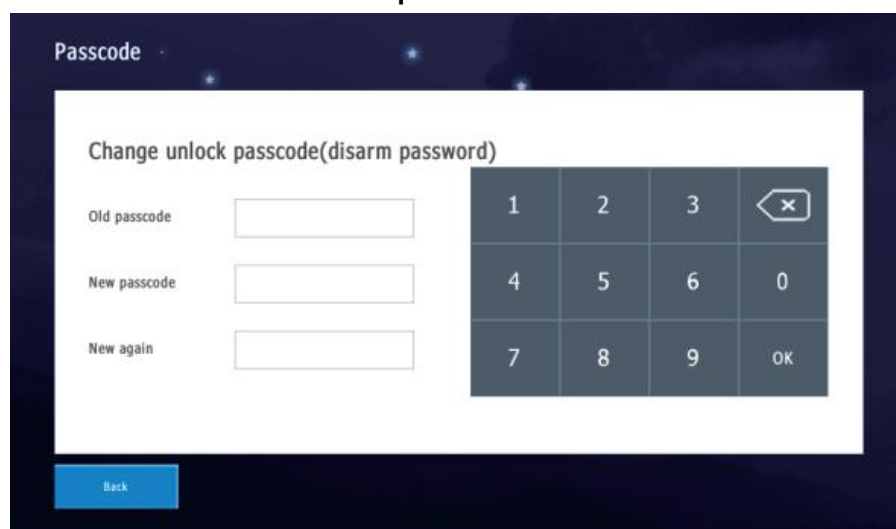 Passcode
Change unlock passcode(disarm password)
Old passcode
New passcode
New again
1 2 3
4 5 6 0
7 8 9 OK
Back